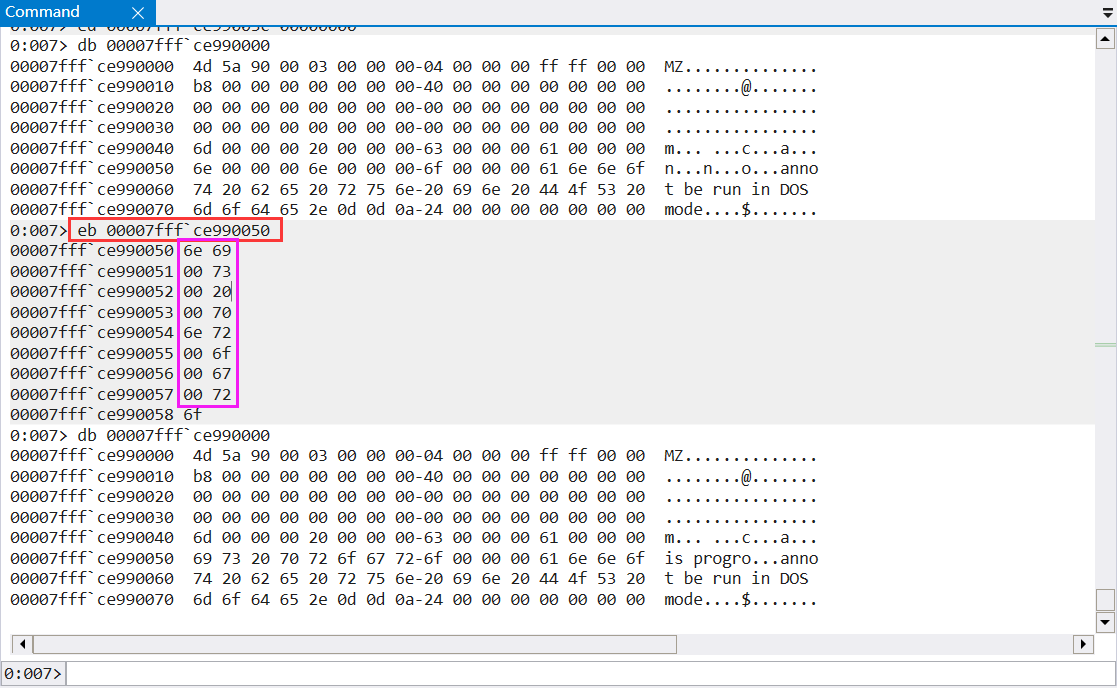 Command
0:007> db 00007fff`ce990000
00007fff`ce990000  4d 5a 90 00 03 00 00 00-04 00 00 00 ff ff 00 00  MZ..............
00007fff`ce990010  b8 00 00 00 00 00 00 00-40 00 00 00 00 00 00 00  ........@.......
00007fff`ce990020  00 00 00 00 00 00 00 00-00 00 00 00 00 00 00 00  ................
00007fff`ce990030  00 00 00 00 00 00 00 00-00 00 00 00 00 00 00 00  ................
00007fff`ce990040  6d 00 00 00 20 00 00 00-63 00 00 00 61 00 00 00  m... ...c...a...
00007fff`ce990050  6e 00 00 00 6e 00 00 00-6f 00 00 00 61 6e 6e 6f  n...n...o...anno
00007fff`ce990060  74 20 62 65 20 72 75 6e-20 69 6e 20 44 4f 53 20  t be run in DOS
00007fff`ce990070  6d 6f 64 65 2e 0d 0d 0a-24 00 00 00 00 00 00 00  mode....$.......
0:007> eb 00007fff`ce990050
00007fff`ce990050 6e 69
00007fff`ce990051 00 73
00007fff`ce990052 00 20
00007fff`ce990053 00 70
00007fff`ce990054 6e 72
00007fff`ce990055 00 6f
00007fff`ce990056 00 67
00007fff`ce990057 00 72
00007fff`ce990058 6f
0:007> db 00007fff`ce990000
00007fff`ce990000  4d 5a 90 00 03 00 00 00-04 00 00 00 ff ff 00 00  MZ..............
00007fff`ce990010  b8 00 00 00 00 00 00 00-40 00 00 00 00 00 00 00  ........@.......
00007fff`ce990020  00 00 00 00 00 00 00 00-00 00 00 00 00 00 00 00  ................
00007fff`ce990030  00 00 00 00 00 00 00 00-00 00 00 00 00 00 00 00  ................
00007fff`ce990040  6d 00 00 00 20 00 00 00-63 00 00 00 61 00 00 00  m... ...c...a...
00007fff`ce990050  69 73 20 70 72 6f 67 72-6f 00 00 00 61 6e 6e 6f  is progro...anno
00007fff`ce990060  74 20 62 65 20 72 75 6e-20 69 6e 20 44 4f 53 20  t be run in DOS
00007fff`ce990070  6d 6f 64 65 2e 0d 0d 0a-24 00 00 00 00 00 00 00  mode....$.......
0:007>